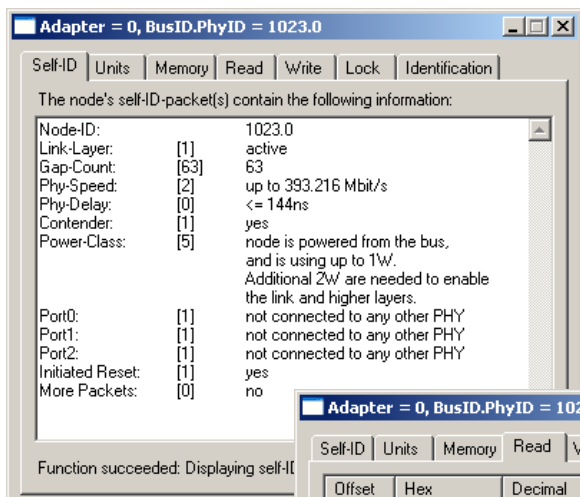 Adapter = 0, BusID.PhyID = 1023.0
Self-ID Units Memory Read Write Lock Identification
The node's self-ID-packet(s) contain the following information:
Node-ID: 1023.0
Link-Layer: [1] active
Gap-Count: [63] 63
Phy-Speed: [2] up to 393.216 Mbit/s
Phy-Delay: [0] <= 144ns
Contender: [1] yes
Power-Class: [5] node is powered from the bus,
and is using up to 1W.
Additional 2W are needed to enable
the link and higher layers.
Port0: [1] not connected to any other PHY
Port1: [1] not connected to any other PHY
Port2: [1] not connected to any other PHY
Initiated Reset: [1] yes
More Packets: [0] no
Function succeeded: Displaying self-ID
Adapter = 0, BusID.PhyID = 102
Self-ID Units Memory Read
Offset Hex Decimal